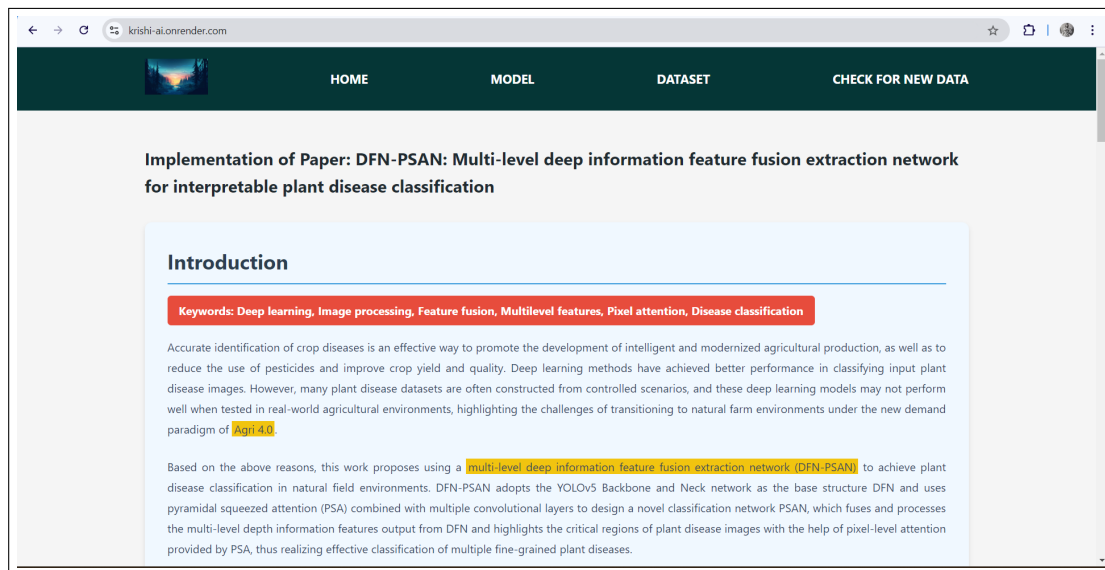 krishi-ai.onrender.com
HOME MODEL DATASET CHECK FOR NEW DATA
Implementation of Paper: DFN-PSAN: Multi-level deep information feature fusion extraction network
for interpretable plant disease classification
Introduction
Keywords: Deep learning, Image processing, Feature fusion, Multilevel features, Pixel attention, Disease classification
Accurate identification of crop diseases is an effective way to promote the development of intelligent and modernized agricultural production, as well as to
reduce the use of pesticides and improve crop yield and quality. Deep learning methods have achieved better performance in classifying input plant
disease images. However, many plant disease datasets are often constructed from controlled scenarios, and these deep learning models may not perform
well when tested in real-world agricultural environments, highlighting the challenges of transitioning to natural farm environments under the new demand
paradigm of Agri 4.0.
Based on the above reasons, this work proposes using a multi-level deep information feature fusion extraction network (DFN-PSAN) to achieve plant
disease classification in natural field environments. DFN-PSAN adopts the YOLOv5 Backbone and Neck network as the base structure DFN and uses
pyramidal squeezed attention (PSA) combined with multiple convolutional layers to design a novel classification network PSAN, which fuses and processes
the multi-level depth information features output from DFN and highlights the critical regions of plant disease images with the help of pixel-level attention
provided by PSA, thus realizing effective classification of multiple fine-grained plant diseases.